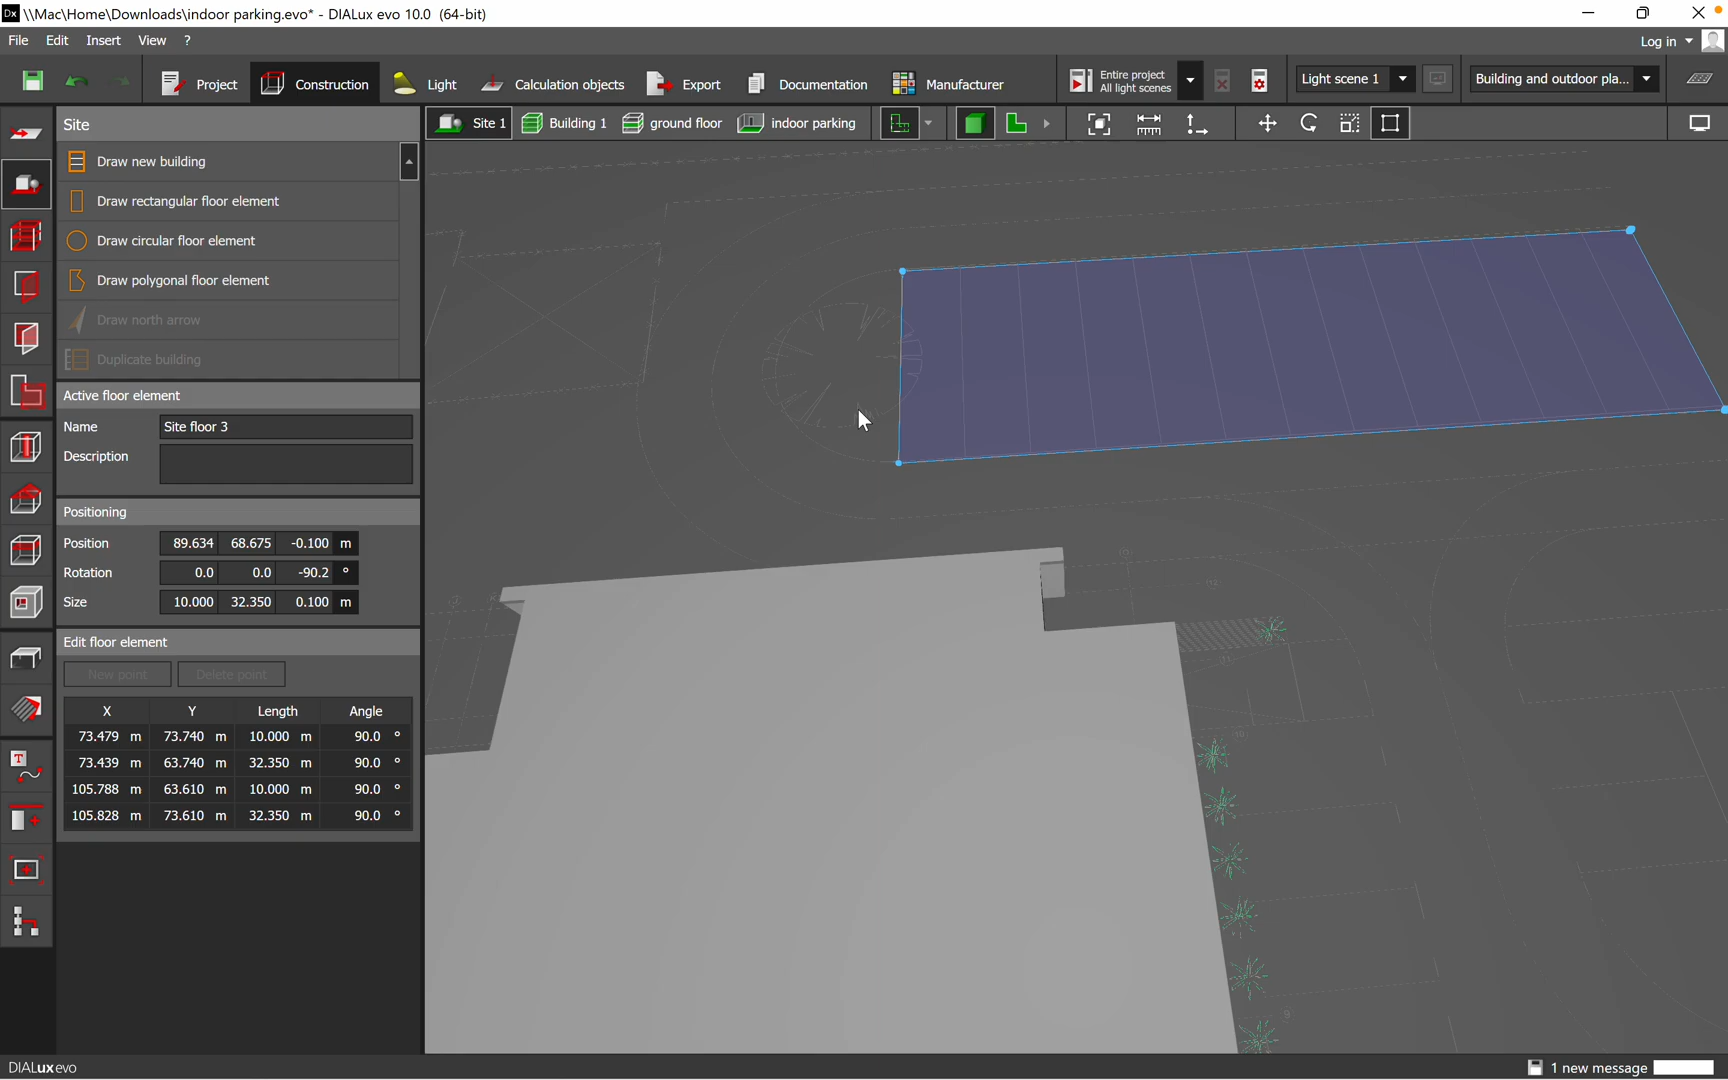 Dx \\Mac\Home\Downloads\indoor parking.evo* - DIALux evo 10.0 (64-bit)
File Edit Insert View ?
Log in
Project Construction Light Calculation objects Export Documentation Manufacturer
Entire project
All light scenes
Light scene 1
Building and outdoor pla...
Site
Site 1 Building 1 ground floor indoor parking
Draw new building
Draw rectangular floor element
Draw circular floor element
Draw polygonal floor element
Draw north arrow
Duplicate building
Active floor element
Name Site floor 3
Description
Positioning
Position 89.634 68.675 -0.100 m
Rotation 0.0 0.0 -90.2 °
Size 10.000 32.350 0.100 m
Edit floor element
New point Delete point
X Y Length Angle
73.479 m 73.740 m 10.000 m 90.0 °
73.439 m 63.740 m 32.350 m 90.0 °
105.788 m 63.610 m 10.000 m 90.0 °
105.828 m 73.610 m 32.350 m 90.0 °
DIALux evo
1 new message